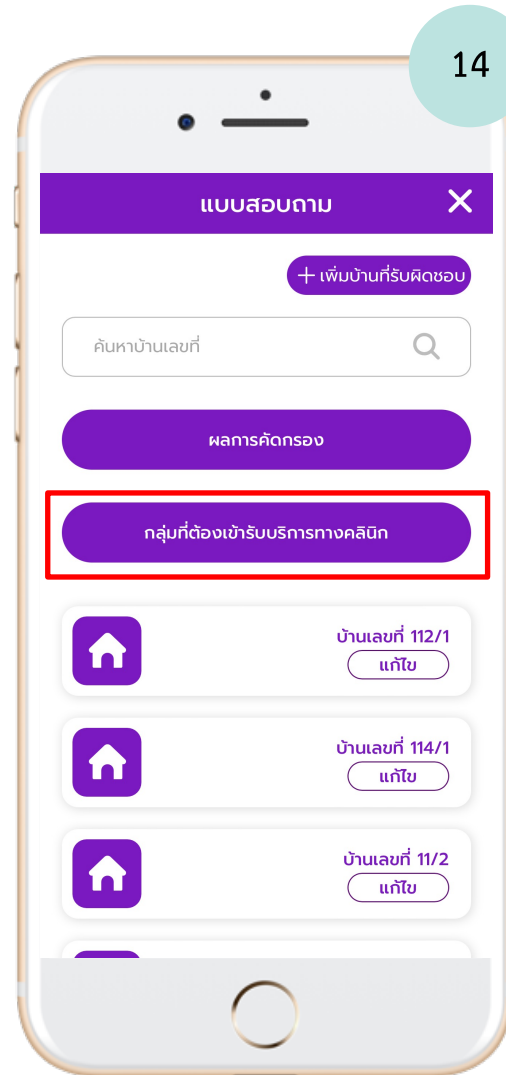 14
แบบสอบถาม
+ เพิ่มบ้านที่รับผิดชอบ
ค้นหาบ้านเลขที่
ผลการคัดกรอง
กลุ่มที่ต้องเข้ารับบริการทางคลินิก
บ้านเลขที่ 112/1
แก้ไข
บ้านเลขที่ 114/1
แก้ไข
บ้านเลขที่ 11/2
แก้ไข